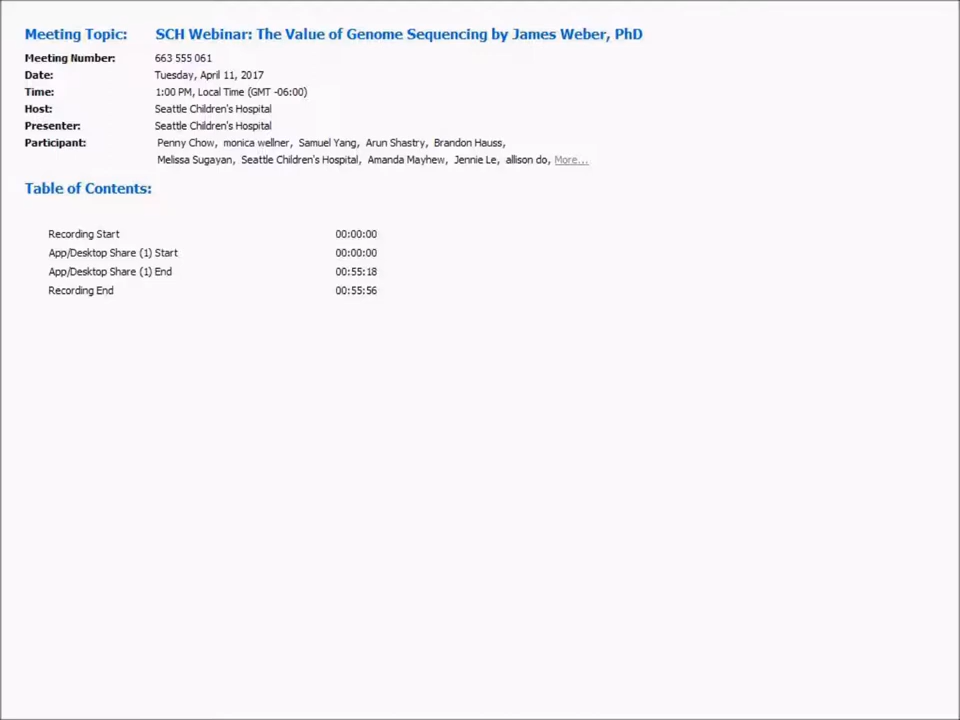 Meeting Topic: SCH Webinar: The Value of Genome Sequencing by James Weber, PhD
Meeting Number: 663 555 061
Date: Tuesday, April 11, 2017
Time: 1:00 PM, Local Time (GMT -06:00)
Host: Seattle Children's Hospital
Presenter: Seattle Children's Hospital
Participant: Penny Chow, monica wellner, Samuel Yang, Arun Shastry, Brandon Hauss,
Melissa Sugayan, Seattle Children's Hospital, Amanda Mayhew, Jennie Le, allison do, More...
Table of Contents:
Recording Start 00:00:00
App/Desktop Share (1) Start 00:00:00
App/Desktop Share (1) End 00:55:18
Recording End 00:55:56